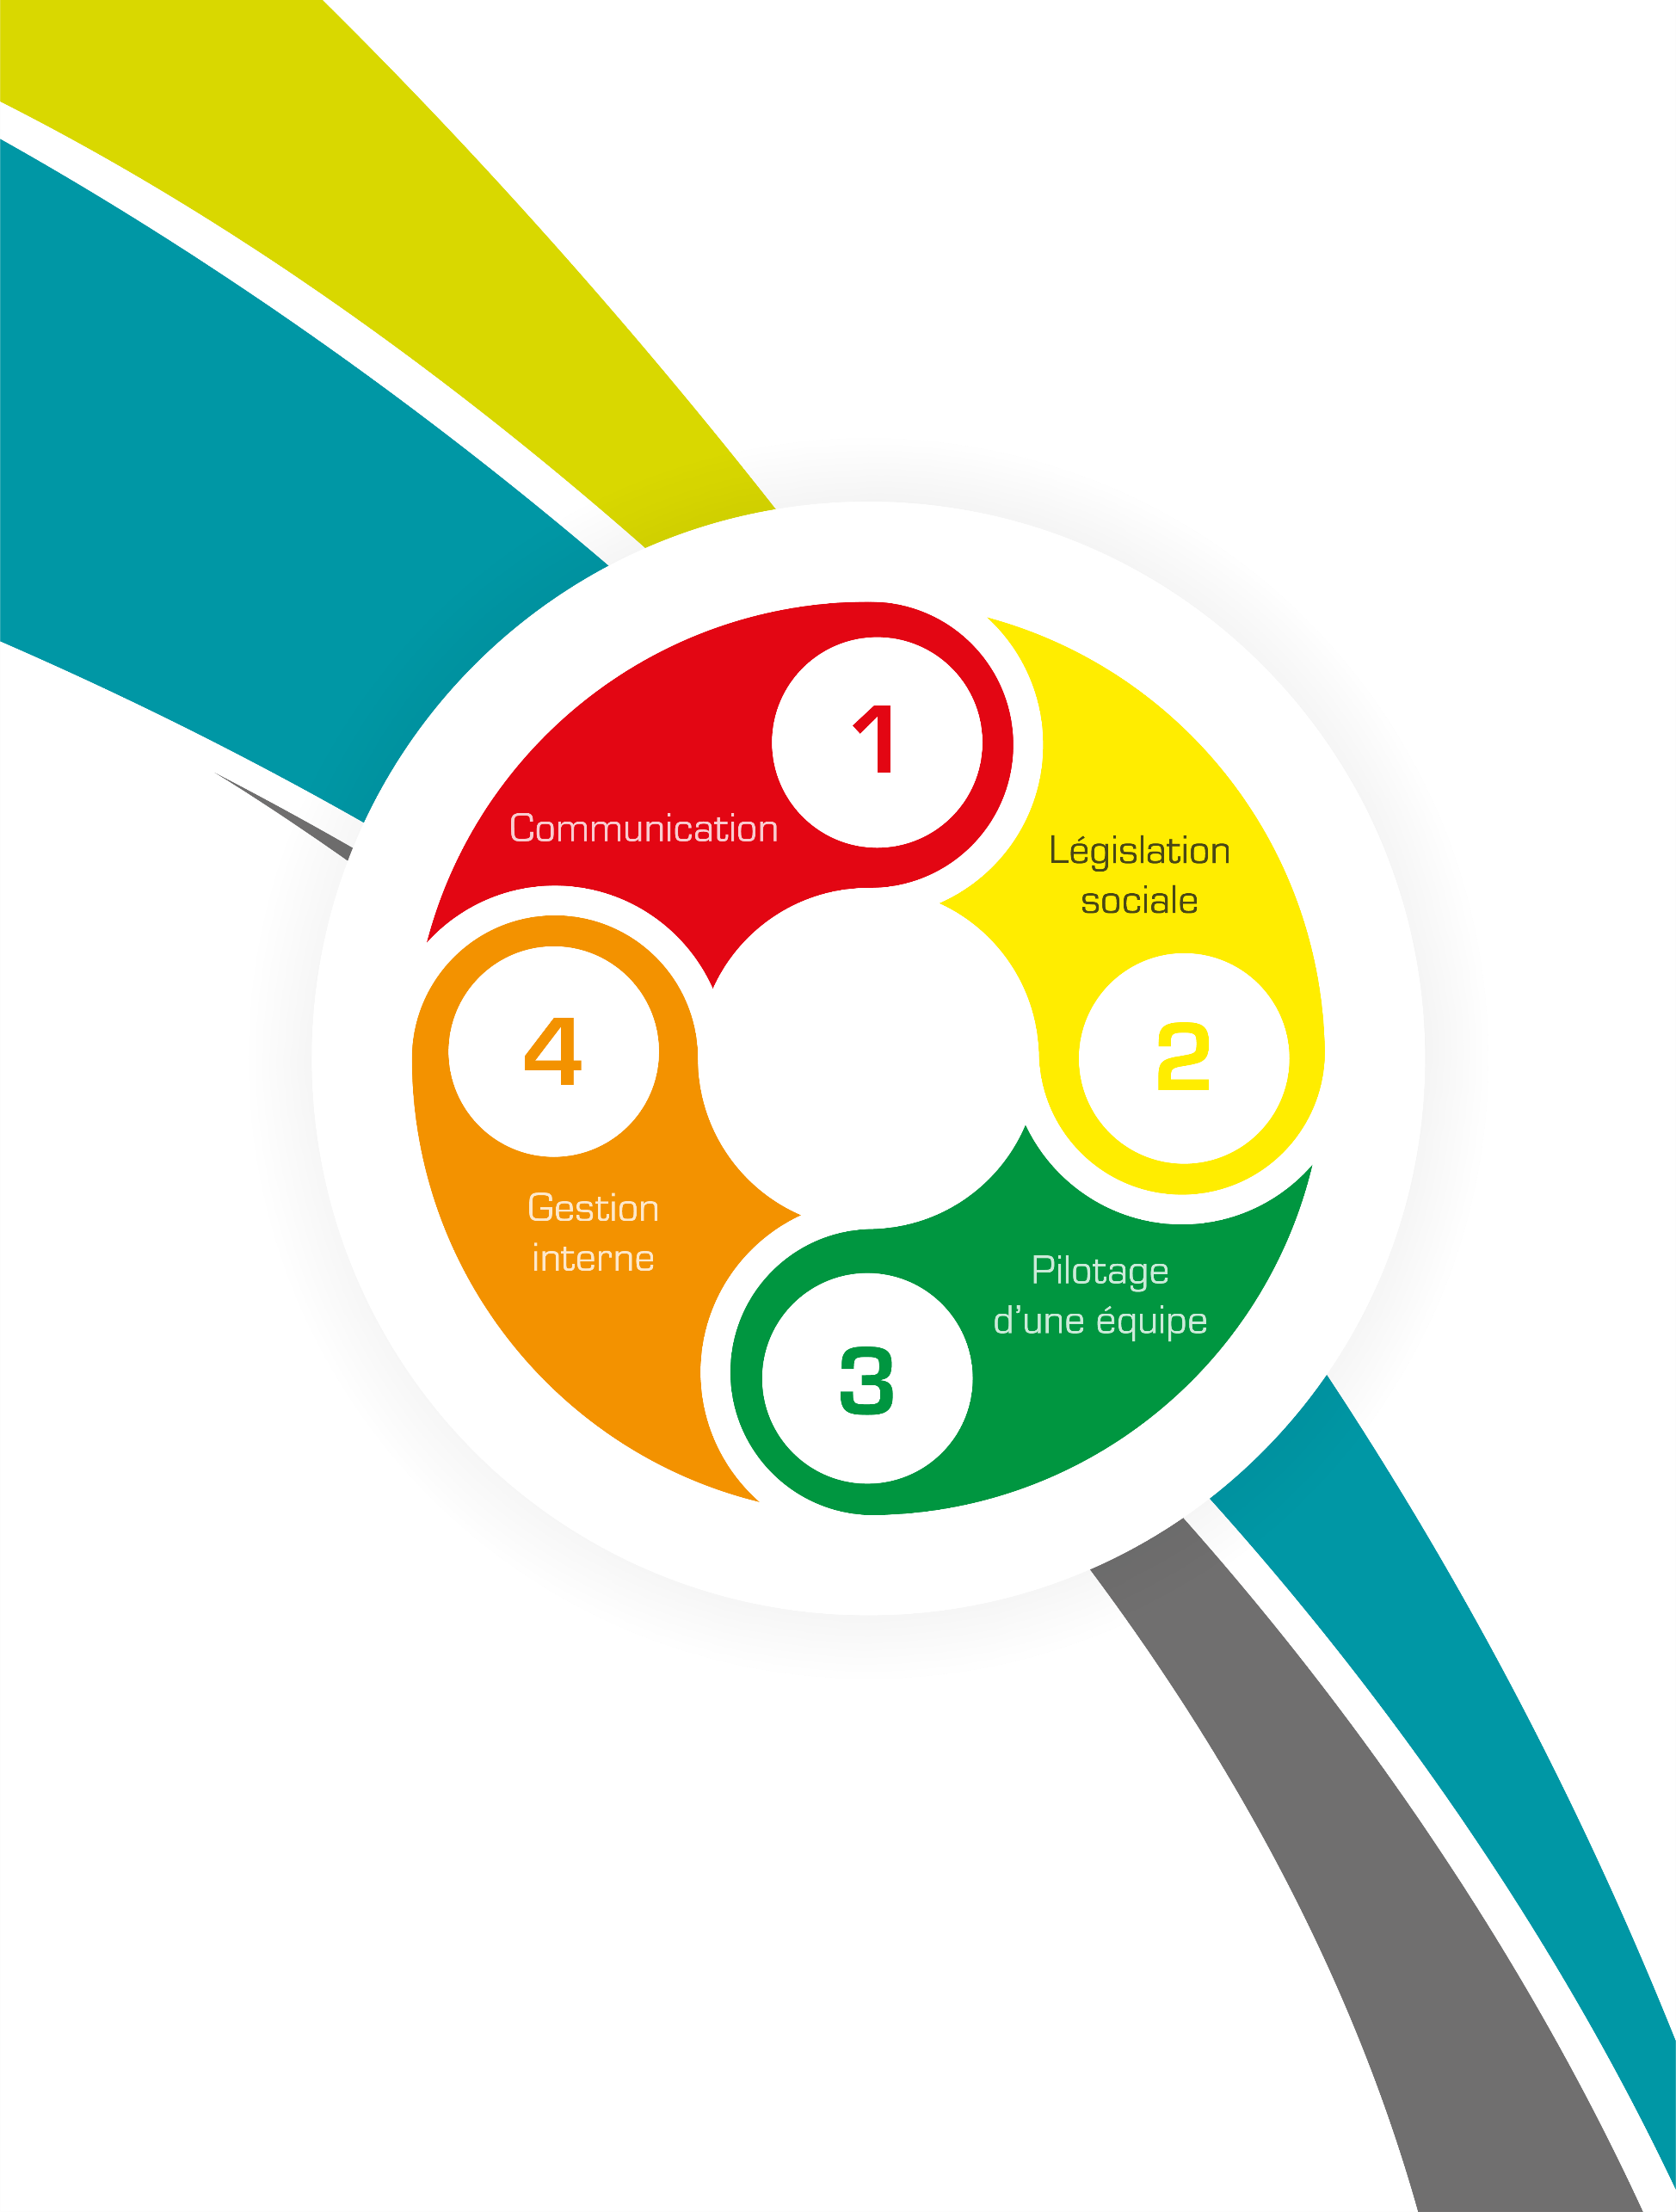 1
Communication
Législation
sociale
2
3
Pilotage
d'une équipe
4
Gestion
interne